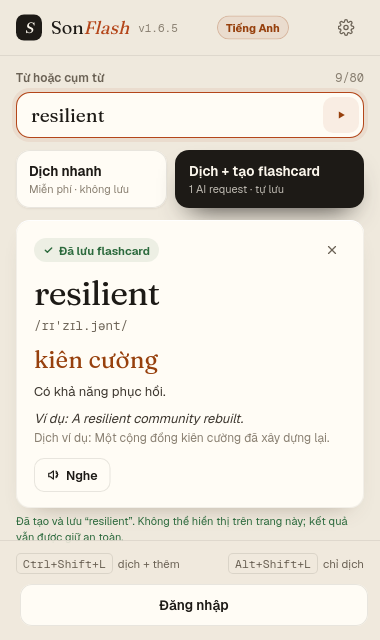 S SonFlash v1.6.5 Tiếng Anh
Từ hoặc cụm từ 9/80
resilient
Dịch nhanh
Miễn phí · không lưu
Dịch + tạo flashcard
1 AI request · tự lưu
Đã lưu flashcard
resilient
/rɪˈzɪl.jənt/
kiên cường
Có khả năng phục hồi.
Ví dụ: A resilient community rebuilt.
Dịch ví dụ: Một cộng đồng kiên cường đã xây dựng lại.
Nghe
Đã tạo và lưu “resilient”. Không thể hiển thị trên trang này; kết quả
vẫn được giữ an toàn.
Ctrl+Shift+L dịch + thêm Alt+Shift+L chỉ dịch
Đăng nhập